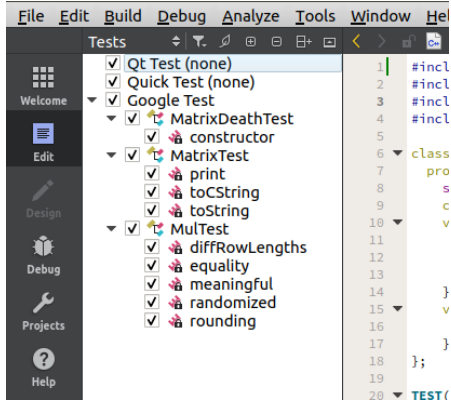 File Edit Build Debug Analyze Tools Window
Tests
Welcome
Edit
Design
Debug
Projects
Help
Qt Test (none)
Quick Test (none)
Google Test
MatrixDeathTest
constructor
MatrixTest
print
toCString
toString
MulTest
diffRowLengths
equality
meaningful
randomized
rounding
1 #incl
2 #incl
3 #incl
4 #incl
5
6 class
7 pro
8 s
9 c
10 v
11
12
13
14 }
15 v
16
17 }
18 };
19
20 TEST(